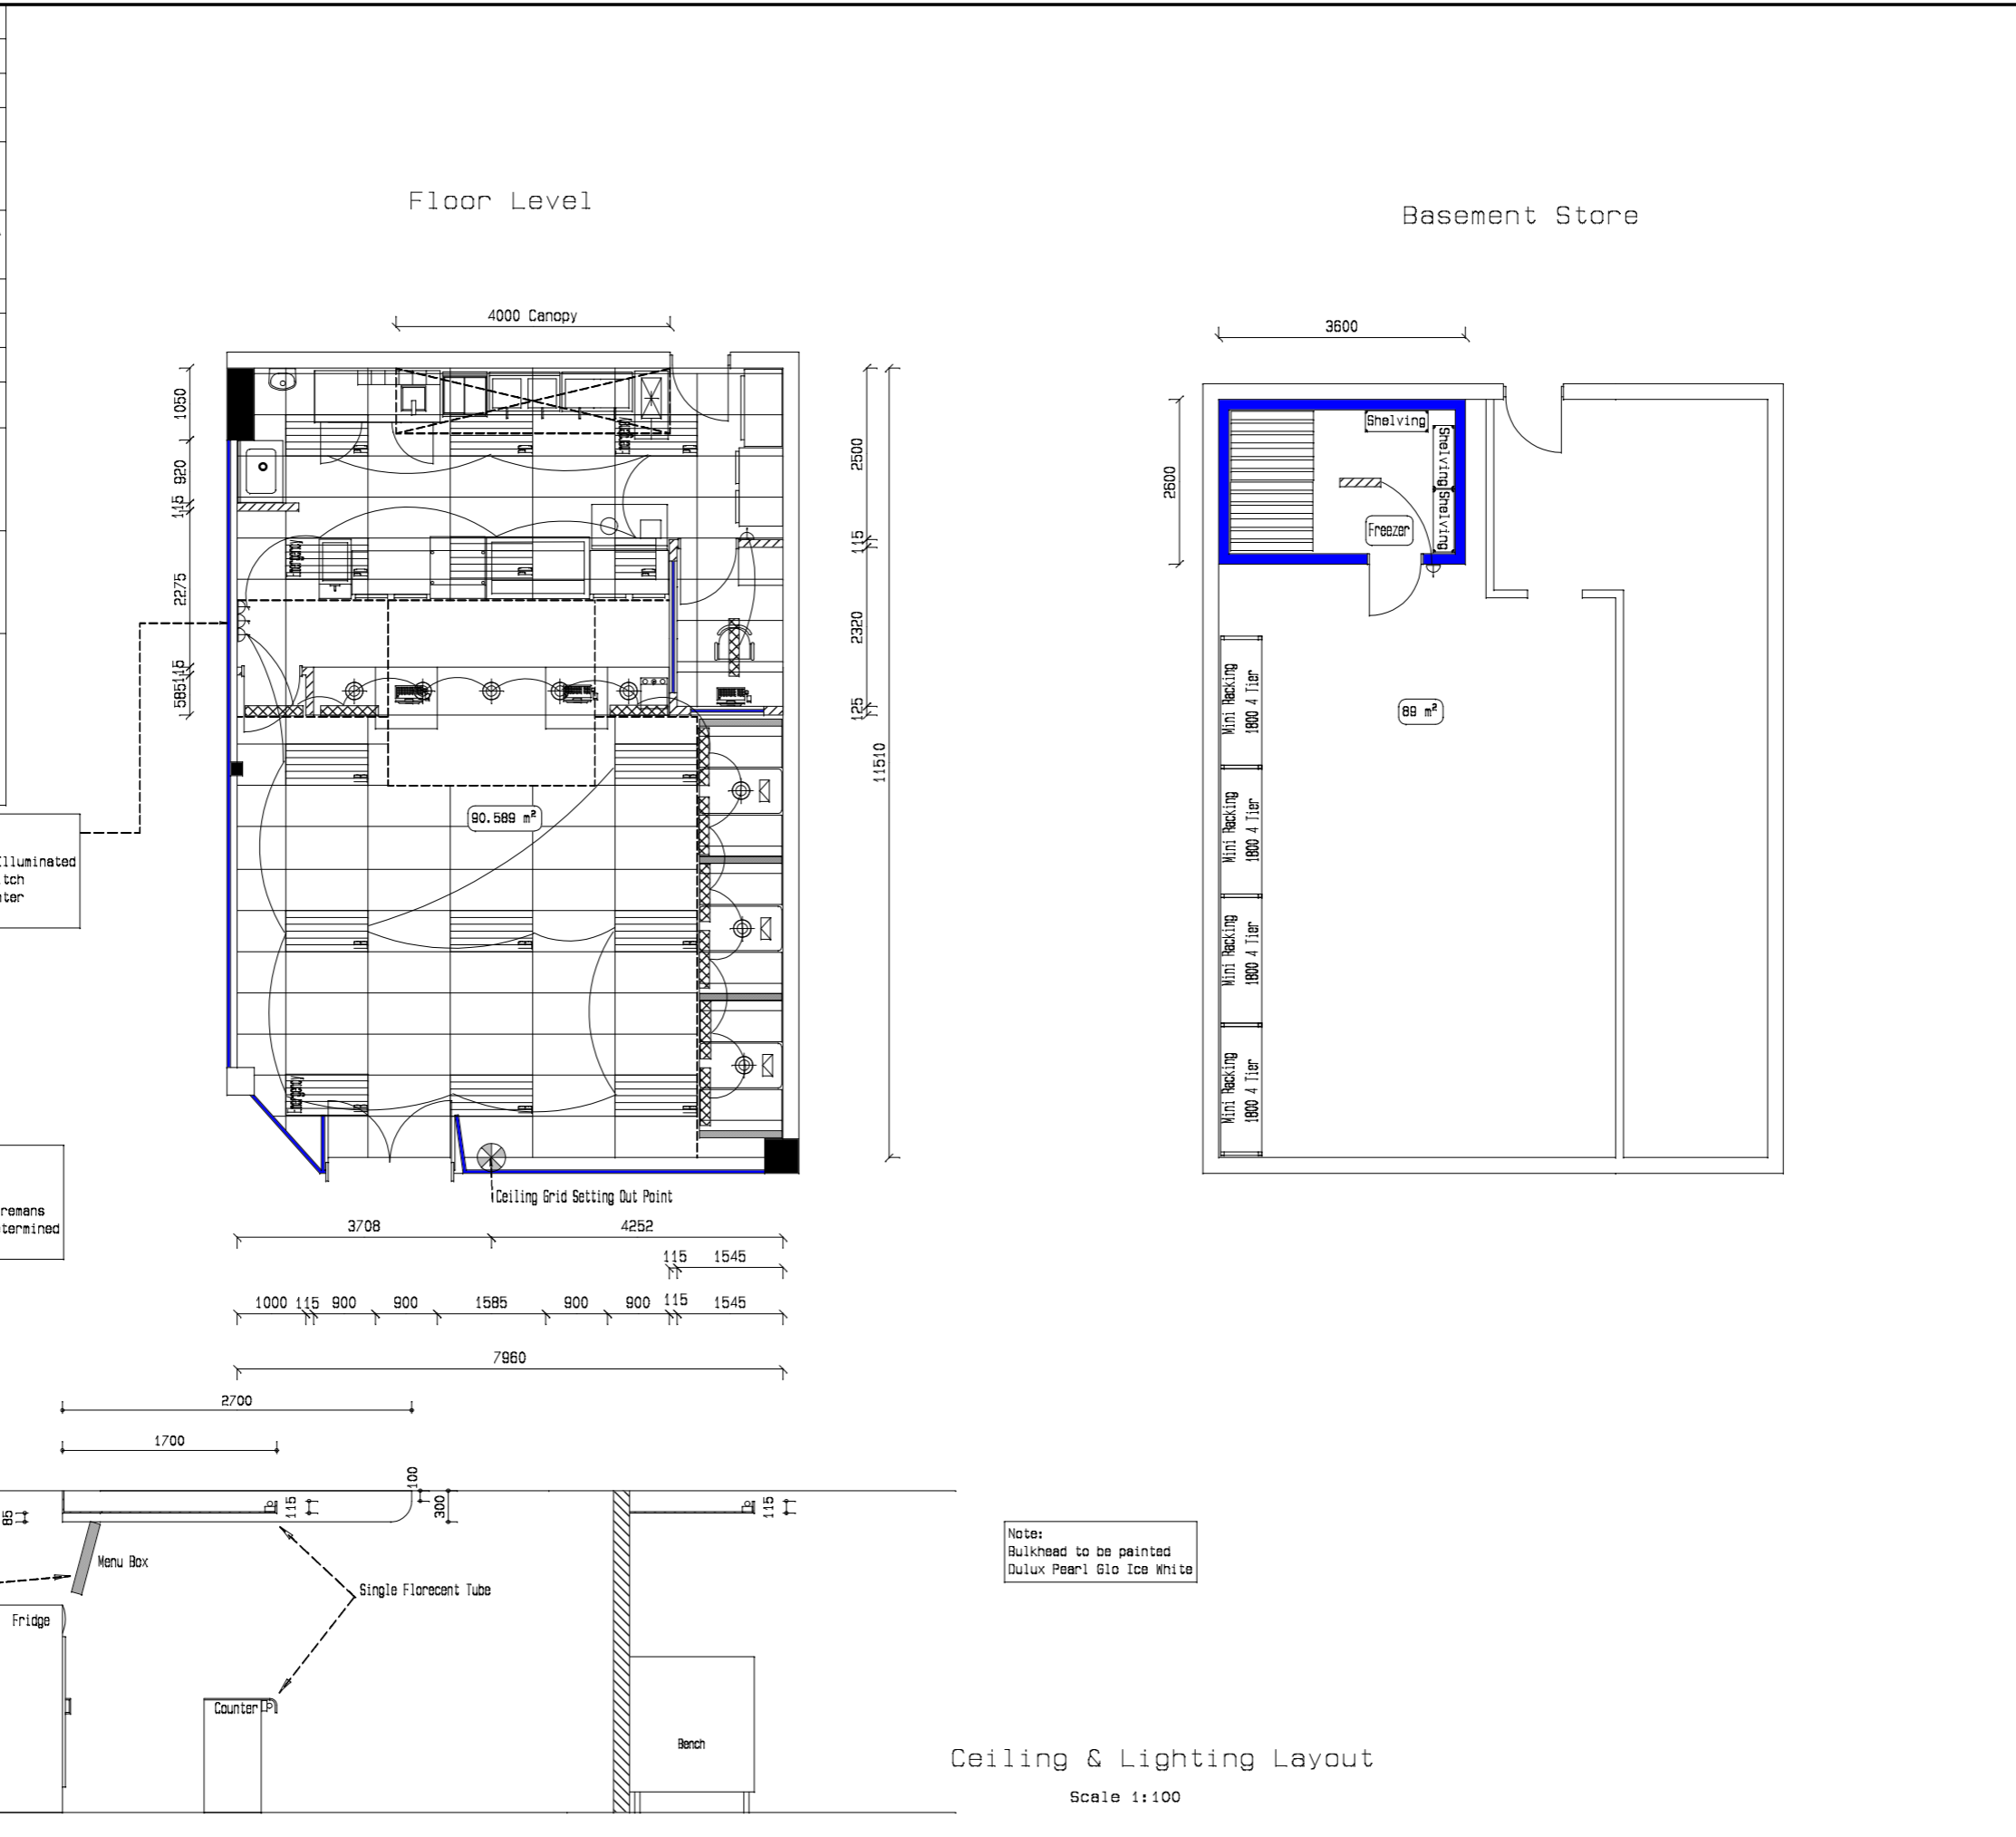 Floor Level
Basement Store
4000 Canopy
3600
1050
920
115
2275
115
585
2500
115
2320
125
11510
2600
Shelving
Shelving
Shelving
Freezer
Emergency
Emergency
Emergency
90.589 m²
89 m²
Mini Racking
1800 4 Tier
Mini Racking
1800 4 Tier
Mini Racking
1800 4 Tier
Mini Racking
1800 4 Tier
Illuminated
Ceiling Grid Setting Out Point
3708
4252
115
1545
1000
115
900
900
1585
900
900
115
1545
7960
2700
1700
100
300
115
85
115
Menu Box
Single Florecent Tube
Fridge
Counter
Bench
Note:
Bulkhead to be painted
Dulux Pearl Glo Ice White
Ceiling & Lighting Layout
Scale 1:100